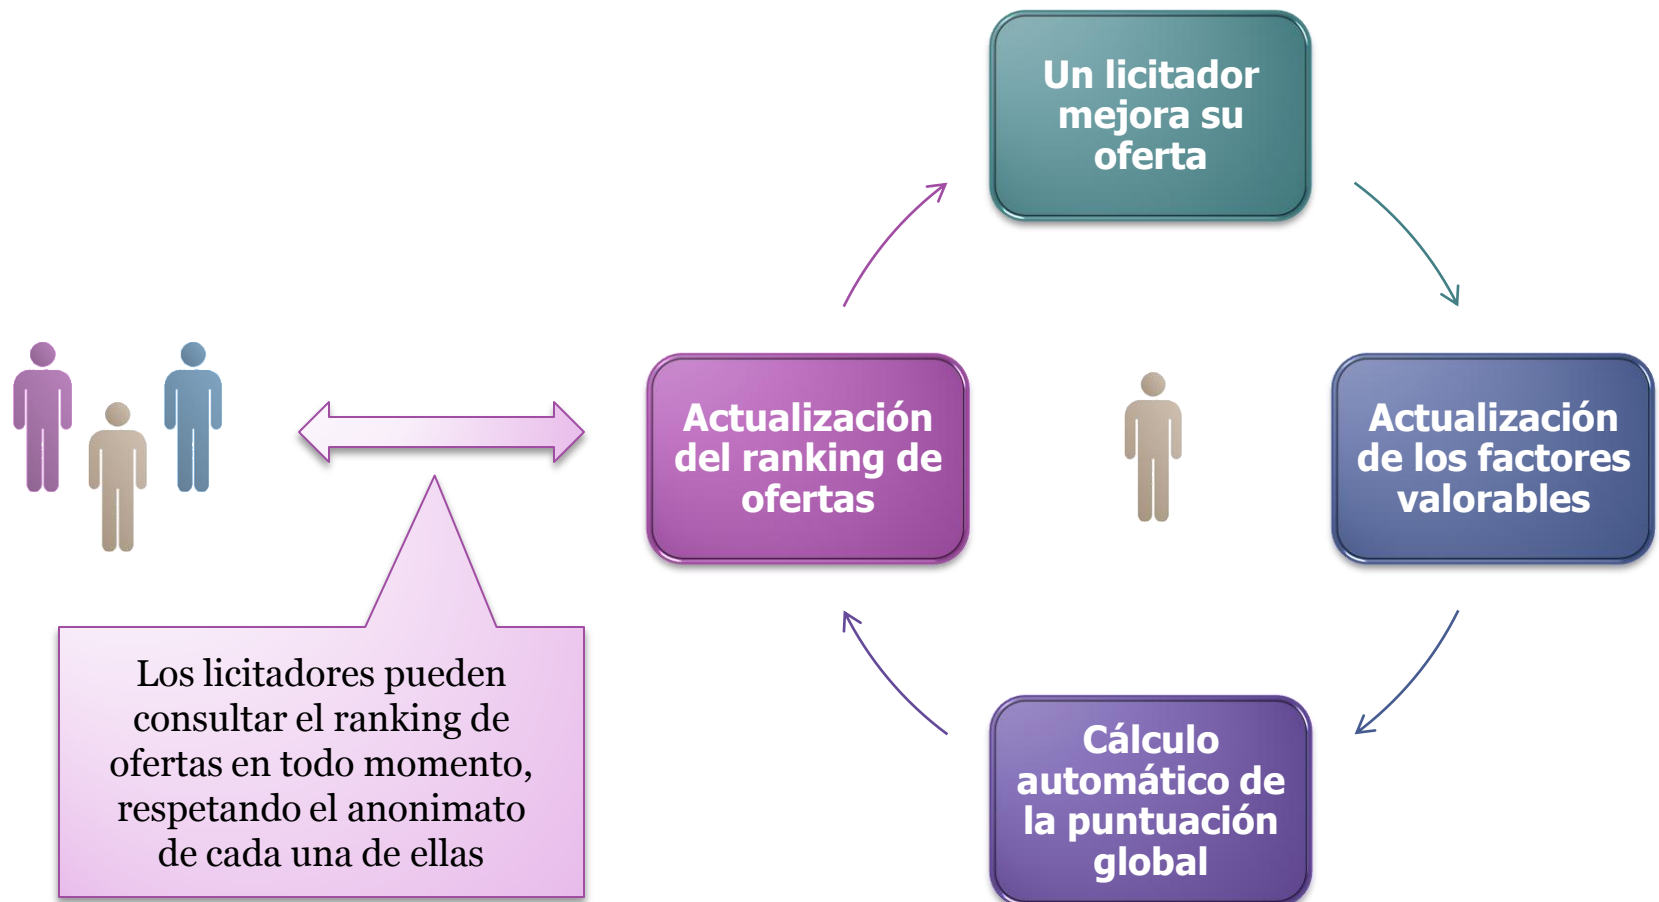 Un licitador
mejora su
oferta
Actualización
del ranking de
ofertas
Actualización
de los factores
valorables
Cálculo
automático de
la puntuación
global
Los licitadores pueden
consultar el ranking de
ofertas en todo momento,
respetando el anonimato
de cada una de ellas